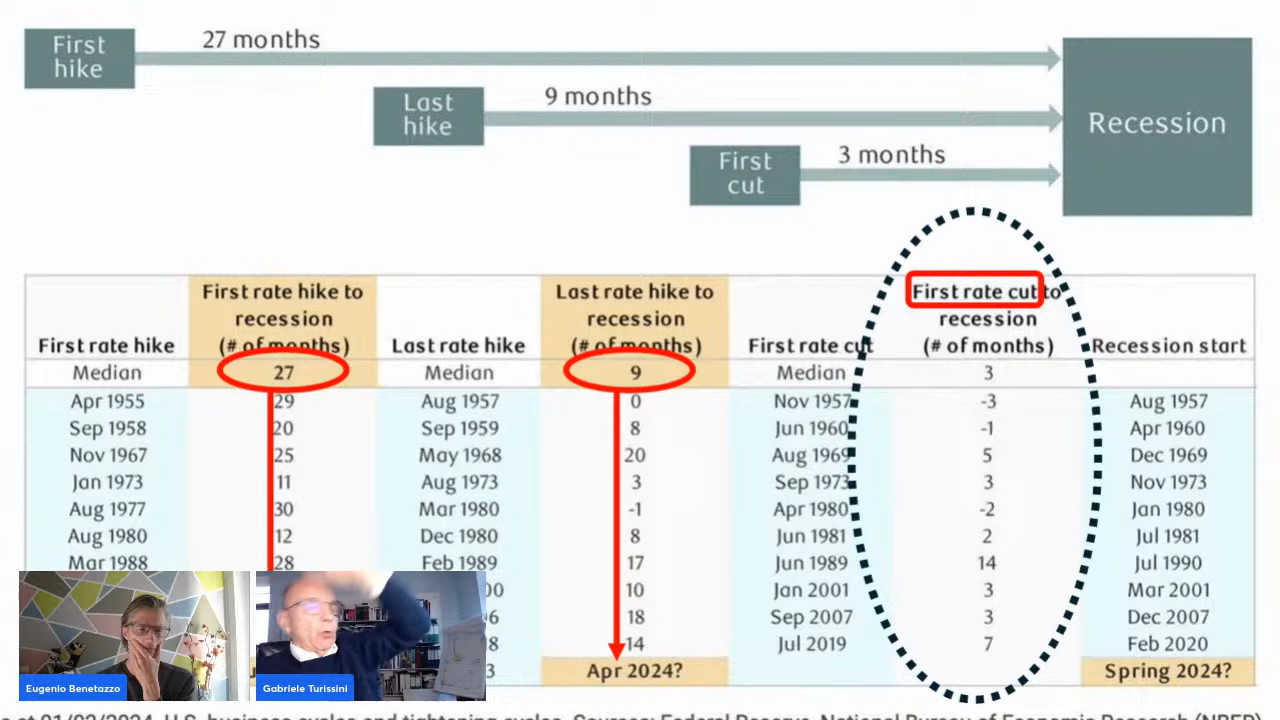 First hike
27 months
Last hike
9 months
First cut
3 months
Recession
First rate hike
First rate hike to recession (# of months)
Last rate hike
Last rate hike to recession (# of months)
First rate cut
First rate cut to recession (# of months)
Recession start
Median 27 Median 9 Median 3
Apr 1955 29 Aug 1957 0 Nov 1957 -3 Aug 1957
Sep 1958 20 Sep 1959 8 Jun 1960 -1 Apr 1960
Nov 1967 25 May 1968 20 Aug 1969 5 Dec 1969
Jan 1973 11 Aug 1973 3 Sep 1973 3 Nov 1973
Aug 1977 30 Mar 1980 -1 Apr 1980 -2 Jan 1980
Aug 1980 12 Dec 1980 8 Jun 1981 2 Jul 1981
Mar 1988 28 Feb 1989 17 Jun 1989 14 Jul 1990
00 10 Jan 2001 3 Mar 2001
6 18 Sep 2007 3 Dec 2007
8 14 Jul 2019 7 Feb 2020
3 Apr 2024? Spring 2024?
Eugenio Benetazzo
Gabriele Turissini
at 01/02/2024. U.S. business cycles and tightening cycles. Sources: Federal Reserve, National Bureau of Economic Research (NBER)